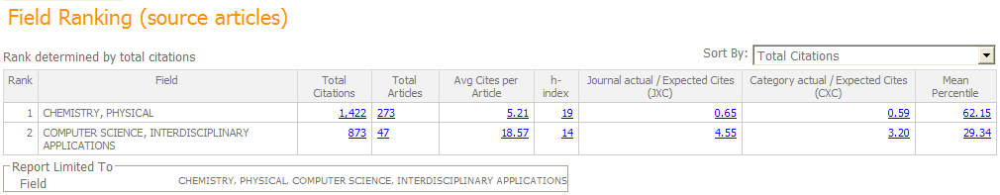 Field Ranking (source articles)
Rank determined by total citations
Sort By: Total Citations
Rank Field Total Citations Total Articles Avg Cites per Article h-index Journal actual / Expected Cites (JXC) Category actual / Expected Cites (CXC) Mean Percentile
1 CHEMISTRY, PHYSICAL 1,422 273 5.21 19 0.65 0.59 62.15
2 COMPUTER SCIENCE, INTERDISCIPLINARY APPLICATIONS 873 47 18.57 14 4.55 3.20 29.34
Report Limited To
Field CHEMISTRY, PHYSICAL, COMPUTER SCIENCE, INTERDISCIPLINARY APPLICATIONS